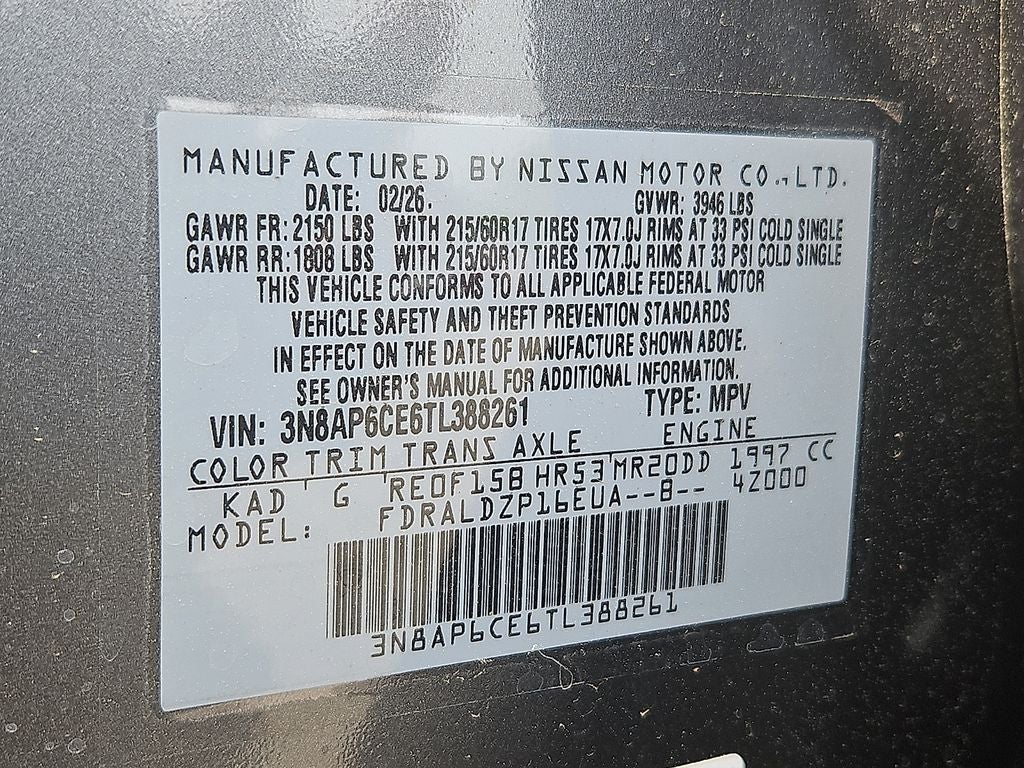 MANUFACTURED BY NISSAN MOTOR CO.,LTD.
DATE: 02/26. GVWR: 3946 LBS
GAWR FR: 2150 LBS WITH 215/60R17 TIRES 17X7.0J RIMS AT 33 PSI COLD SINGLE
GAWR RR: 1808 LBS WITH 215/60R17 TIRES 17X7.0J RIMS AT 33 PSI COLD SINGLE
THIS VEHICLE CONFORMS TO ALL APPLICABLE FEDERAL MOTOR
VEHICLE SAFETY AND THEFT PREVENTION STANDARDS
IN EFFECT ON THE DATE OF MANUFACTURE SHOWN ABOVE.
SEE OWNER'S MANUAL FOR ADDITIONAL INFORMATION.
VIN: 3N8AP6CE6TL388261 TYPE: MPV
COLOR TRIM TRANS AXLE ENGINE
KAD G RE0F15B HR53 MR20DD 1997 CC
MODEL: FDRALDZP16EUA--B-- 42000
3N8AP6CE6TL388261